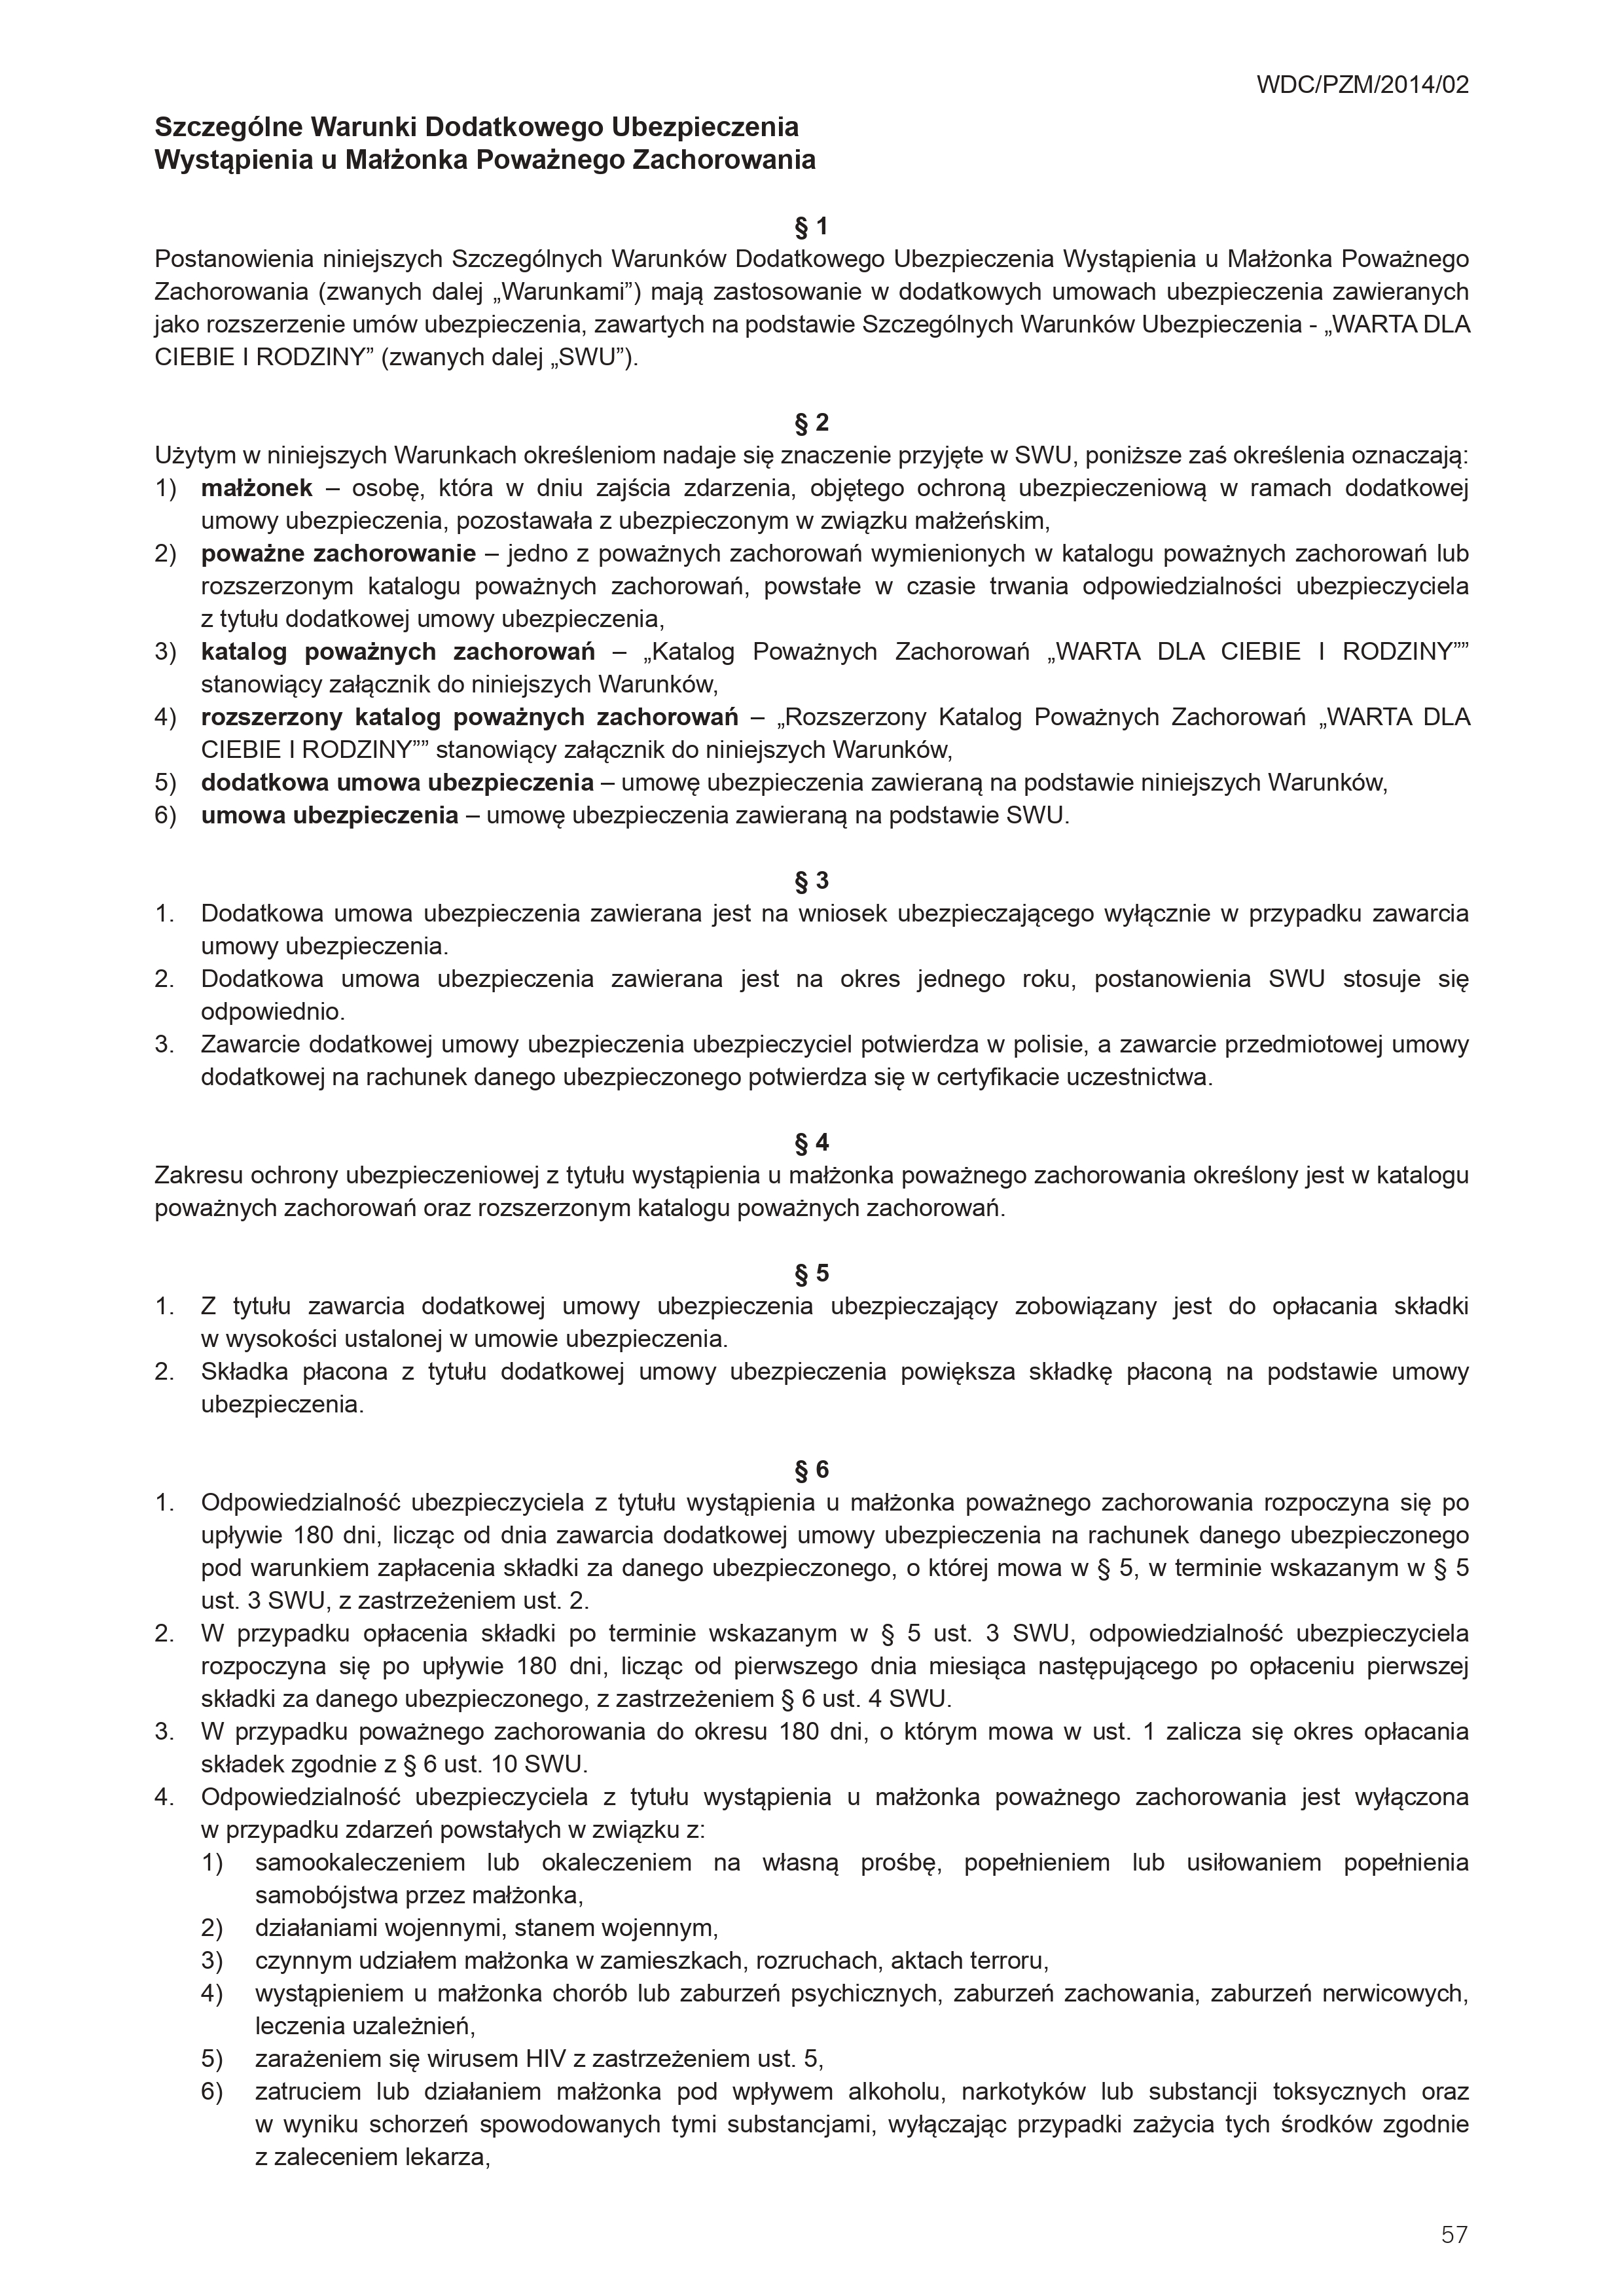 WDC/PZM/2014/02
Szczególne Warunki Dodatkowego Ubezpieczenia
Wystąpienia u Małżonka Poważnego Zachorowania
§ 1
Postanowienia niniejszych Szczególnych Warunków Dodatkowego Ubezpieczenia Wystąpienia u Małżonka Poważnego
Zachorowania (zwanych dalej „Warunkami”) mają zastosowanie w dodatkowych umowach ubezpieczenia zawieranych
jako rozszerzenie umów ubezpieczenia, zawartych na podstawie Szczególnych Warunków Ubezpieczenia - „WARTA DLA
CIEBIE I RODZINY” (zwanych dalej „SWU”).
§ 2
Użytym w niniejszych Warunkach określeniom nadaje się znaczenie przyjęte w SWU, poniższe zaś określenia oznaczają:
1) małżonek – osobę, która w dniu zajścia zdarzenia, objętego ochroną ubezpieczeniową w ramach dodatkowej
umowy ubezpieczenia, pozostawała z ubezpieczonym w związku małżeńskim,
2) poważne zachorowanie – jedno z poważnych zachorowań wymienionych w katalogu poważnych zachorowań lub
rozszerzonym katalogu poważnych zachorowań, powstałe w czasie trwania odpowiedzialności ubezpieczyciela
z tytułu dodatkowej umowy ubezpieczenia,
3) katalog poważnych zachorowań – „Katalog Poważnych Zachorowań „WARTA DLA CIEBIE I RODZINY””
stanowiący załącznik do niniejszych Warunków,
4) rozszerzony katalog poważnych zachorowań – „Rozszerzony Katalog Poważnych Zachorowań „WARTA DLA
CIEBIE I RODZINY”” stanowiący załącznik do niniejszych Warunków,
5) dodatkowa umowa ubezpieczenia – umowę ubezpieczenia zawieraną na podstawie niniejszych Warunków,
6) umowa ubezpieczenia – umowę ubezpieczenia zawieraną na podstawie SWU.
§ 3
1. Dodatkowa umowa ubezpieczenia zawierana jest na wniosek ubezpieczającego wyłącznie w przypadku zawarcia
umowy ubezpieczenia.
2. Dodatkowa umowa ubezpieczenia zawierana jest na okres jednego roku, postanowienia SWU stosuje się
odpowiednio.
3. Zawarcie dodatkowej umowy ubezpieczenia ubezpieczyciel potwierdza w polisie, a zawarcie przedmiotowej umowy
dodatkowej na rachunek danego ubezpieczonego potwierdza się w certyfikacie uczestnictwa.
§ 4
Zakresu ochrony ubezpieczeniowej z tytułu wystąpienia u małżonka poważnego zachorowania określony jest w katalogu
poważnych zachorowań oraz rozszerzonym katalogu poważnych zachorowań.
§ 5
1. Z tytułu zawarcia dodatkowej umowy ubezpieczenia ubezpieczający zobowiązany jest do opłacania składki
w wysokości ustalonej w umowie ubezpieczenia.
2. Składka płacona z tytułu dodatkowej umowy ubezpieczenia powiększa składkę płaconą na podstawie umowy
ubezpieczenia.
§ 6
1. Odpowiedzialność ubezpieczyciela z tytułu wystąpienia u małżonka poważnego zachorowania rozpoczyna się po
upływie 180 dni, licząc od dnia zawarcia dodatkowej umowy ubezpieczenia na rachunek danego ubezpieczonego
pod warunkiem zapłacenia składki za danego ubezpieczonego, o której mowa w § 5, w terminie wskazanym w § 5
ust. 3 SWU, z zastrzeżeniem ust. 2.
2. W przypadku opłacenia składki po terminie wskazanym w § 5 ust. 3 SWU, odpowiedzialność ubezpieczyciela
rozpoczyna się po upływie 180 dni, licząc od pierwszego dnia miesiąca następującego po opłaceniu pierwszej
składki za danego ubezpieczonego, z zastrzeżeniem § 6 ust. 4 SWU.
3. W przypadku poważnego zachorowania do okresu 180 dni, o którym mowa w ust. 1 zalicza się okres opłacania
składek zgodnie z § 6 ust. 10 SWU.
4. Odpowiedzialność ubezpieczyciela z tytułu wystąpienia u małżonka poważnego zachorowania jest wyłączona
w przypadku zdarzeń powstałych w związku z:
1) samookaleczeniem lub okaleczeniem na własną prośbę, popełnieniem lub usiłowaniem popełnienia
samobójstwa przez małżonka,
2) działaniami wojennymi, stanem wojennym,
3) czynnym udziałem małżonka w zamieszkach, rozruchach, aktach terroru,
4) wystąpieniem u małżonka chorób lub zaburzeń psychicznych, zaburzeń zachowania, zaburzeń nerwicowych,
leczenia uzależnień,
5) zarażeniem się wirusem HIV z zastrzeżeniem ust. 5,
6) zatruciem lub działaniem małżonka pod wpływem alkoholu, narkotyków lub substancji toksycznych oraz
w wyniku schorzeń spowodowanych tymi substancjami, wyłączając przypadki zażycia tych środków zgodnie
z zaleceniem lekarza,
57